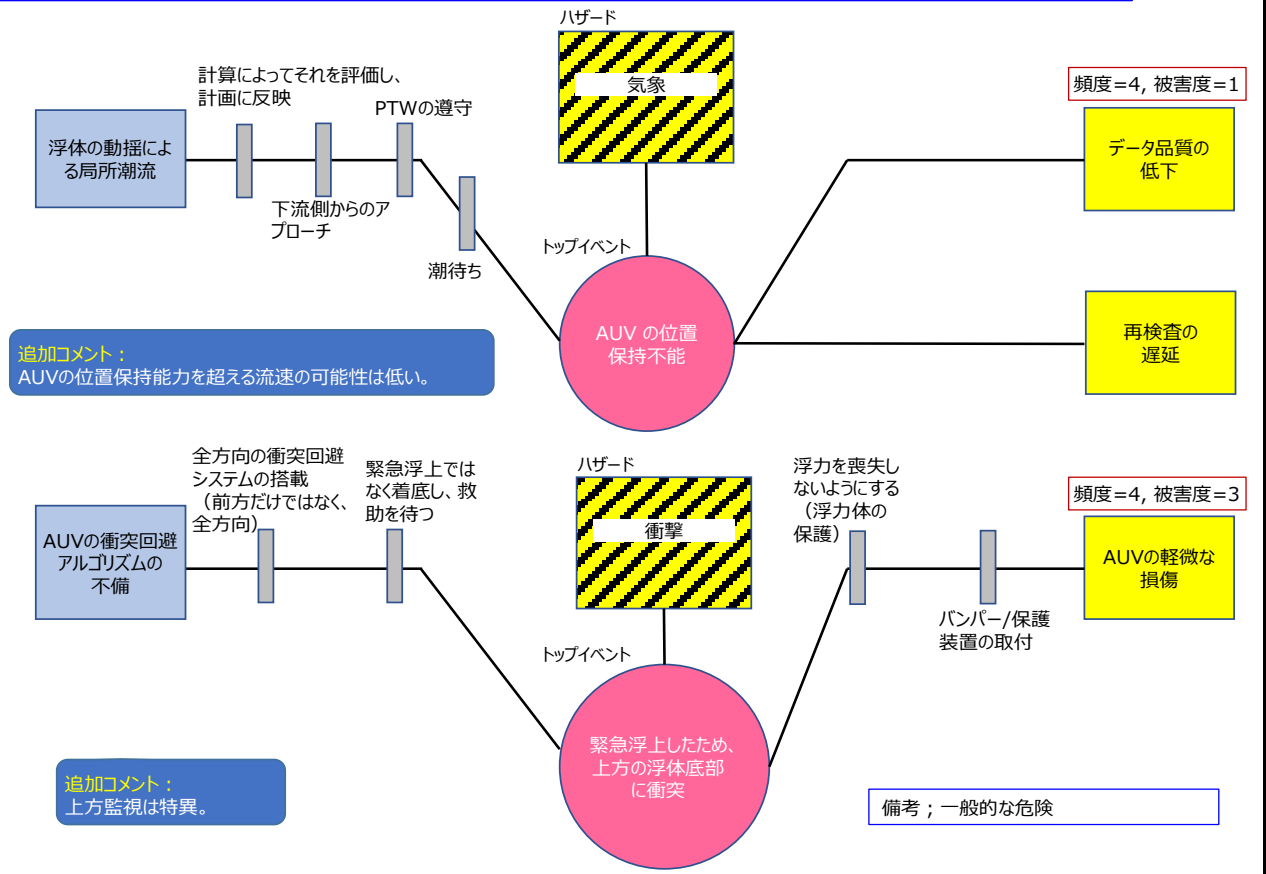 ハザード
気象
計算によってそれを評価し、
計画に反映
PTWの遵守
頻度=4, 被害度=1
浮体の動揺によ
る局所潮流
データ品質の
低下
下流側からのア
プローチ
潮待ち
トップイベント
AUV の位置
保持不能
再検査の
遅延
追加コメント：
AUVの位置保持能力を超える流速の可能性は低い。
全方向の衝突回避
システムの搭載
（前方だけではなく、
全方向）
緊急浮上では
なく着底し、救
助を待つ
ハザード
衝撃
浮力を喪失し
ないようにする
（浮力体の
保護）
頻度=4, 被害度=3
AUVの衝突回避
アルゴリズムの
不備
AUVの軽微な
損傷
バンパー/保護
装置の取付
トップイベント
緊急浮上したため、
上方の浮体底部
に衝突
追加コメント：
上方監視は特異。
備考；一般的な危険